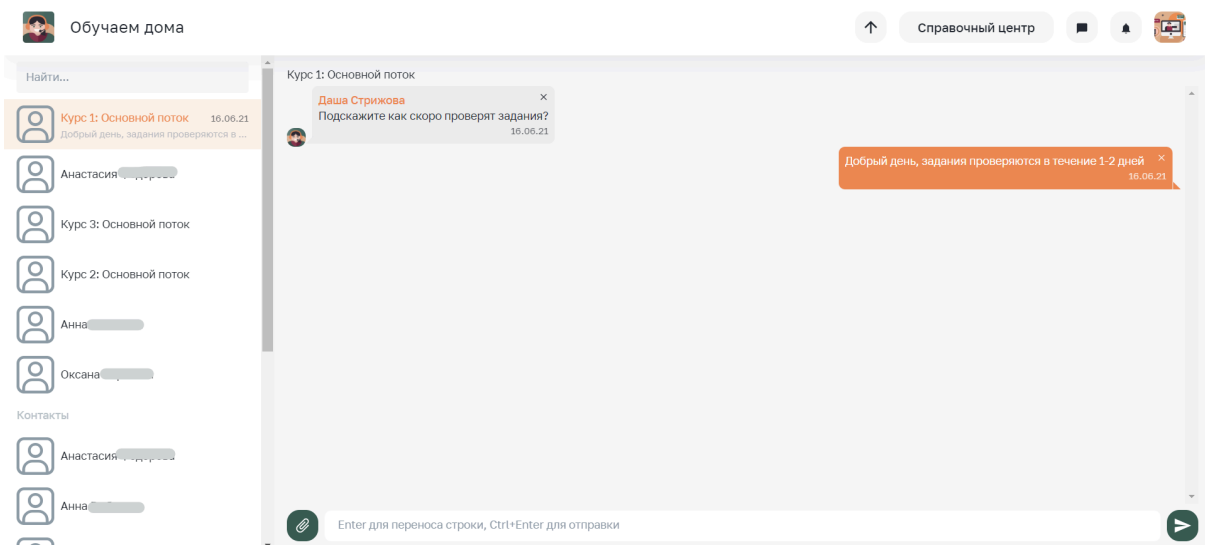 Обучаем дома
Справочный центр
Найти...
Курс 1: Основной поток 16.06.21
Добрый день, задания проверяются в ...
Анастасия
Курс 3: Основной поток
Курс 2: Основной поток
Анна
Оксана
Контакты
Анастасия
Анна
Курс 1: Основной поток
Даша Стрижова
Подскажите как скоро проверят задания?
16.06.21
Добрый день, задания проверяются в течение 1-2 дней
16.06.21
Enter для переноса строки, Ctrl+Enter для отправки